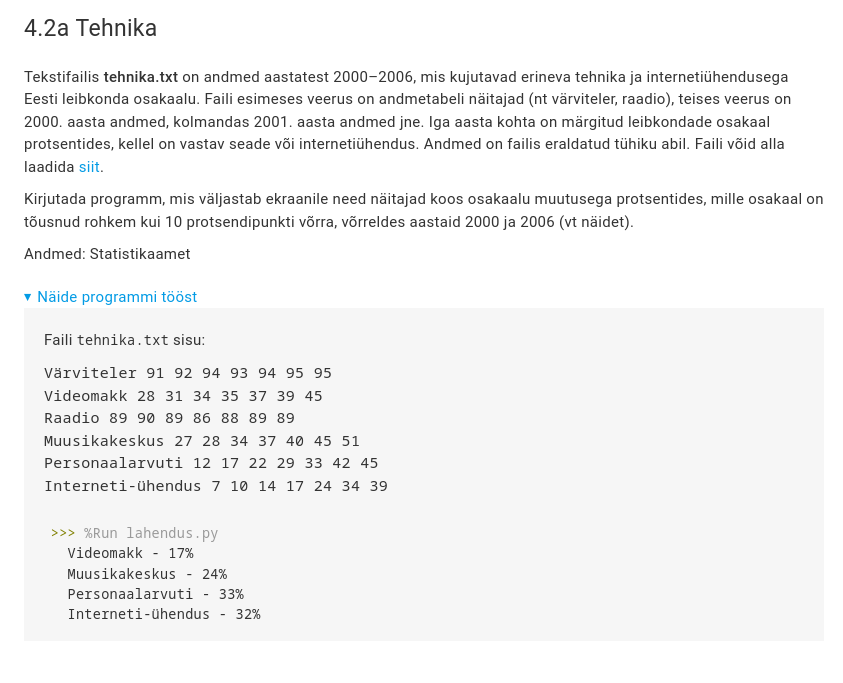 4.2a Tehnika
Tekstifailis tehnika.txt on andmed aastatest 2000–2006, mis kujutavad erineva tehnika ja internetiühendusega
Eesti leibkonda osakaalu. Faili esimeses veerus on andmetabeli näitajad (nt värviteler, raadio), teises veerus on
2000. aasta andmed, kolmandas 2001. aasta andmed jne. Iga aasta kohta on märgitud leibkondade osakaal
protsentides, kellel on vastav seade või internetiühendus. Andmed on failis eraldatud tühiku abil. Faili võid alla
laadida siit.
Kirjutada programm, mis väljastab ekraanile need näitajad koos osakaalu muutusega protsentides, mille osakaal on
tõusnud rohkem kui 10 protsendipunkti võrra, võrreldes aastaid 2000 ja 2006 (vt näidet).
Andmed: Statistikaamet
▾ Näide programmi tööst
Faili tehnika.txt sisu:
Värviteler 91 92 94 93 94 95 95
Videomakk 28 31 34 35 37 39 45
Raadio 89 90 89 86 88 89 89
Muusikakeskus 27 28 34 37 40 45 51
Personaalarvuti 12 17 22 29 33 42 45
Interneti-ühendus 7 10 14 17 24 34 39
>>> %Run lahendus.py
Videomakk - 17%
Muusikakeskus - 24%
Personaalarvuti - 33%
Interneti-ühendus - 32%